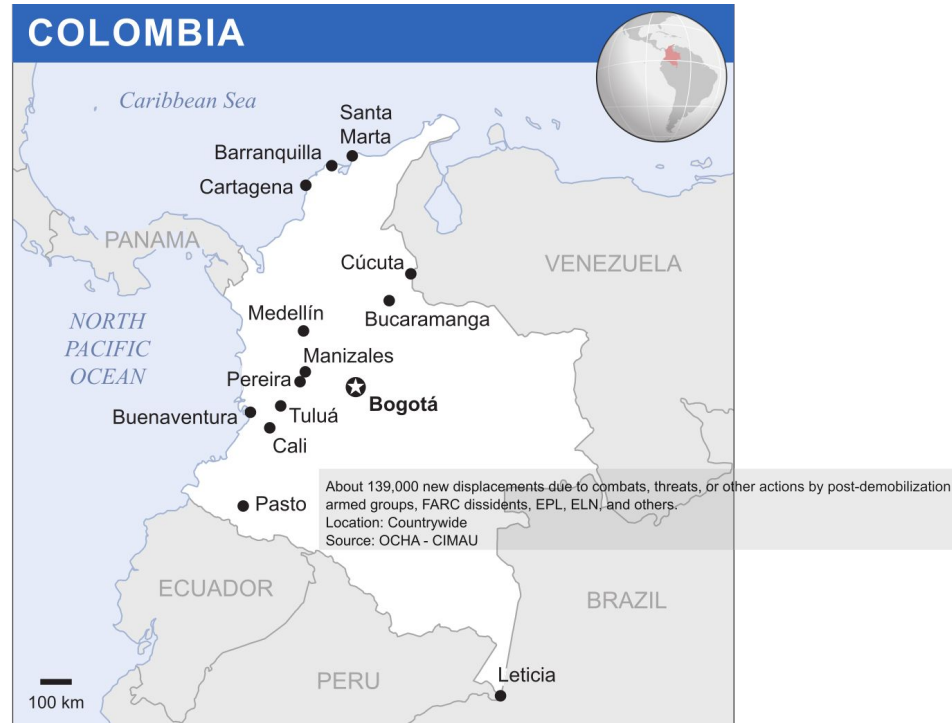 COLOMBIA
Caribbean Sea
Santa
Marta
Barranquilla
Cartagena
PANAMA
Cúcuta
VENEZUELA
Bucaramanga
Medellín
NORTH
PACIFIC
OCEAN
Manizales
Pereira
Bogotá
Buenaventura
Tuluá
Cali
About 139,000 new displacements due to combats, threats, or other actions by post-demobilization
armed groups, FARC dissidents, EPL, ELN, and others.
Location: Countrywide
Source: OCHA - CIMAU
Pasto
ECUADOR
BRAZIL
PERU
Leticia
100 km